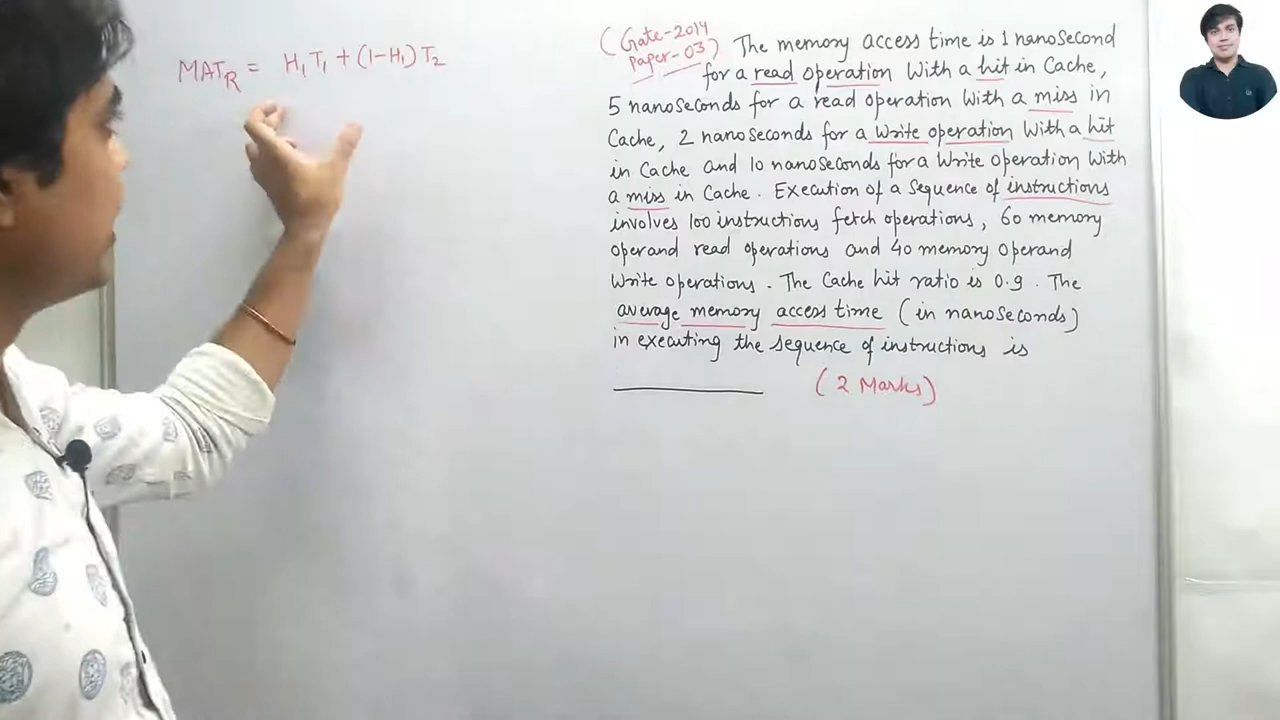 MAT_R = H₁T₁ + (1-H₁) T₂
(Gate-2014
paper-03) The memory access time is 1 nanoSecond
for a read operation With a hit in Cache,
5 nanoSeconds for a read operation With a miss in
Cache, 2 nanoseconds for a Write operation With a hit
in Cache and 10 nanoSeconds for a Write operation With
a miss in Cache. Execution of a Sequence of instructions
involves 100 instructions fetch operations, 60 memory
operand read operations and 40 memory Operand
Write operations. The Cache hit ratio is 0.9. The
average memory access time (in nanoSeconds)
in executing the sequence of instructions is
(2 Marks)